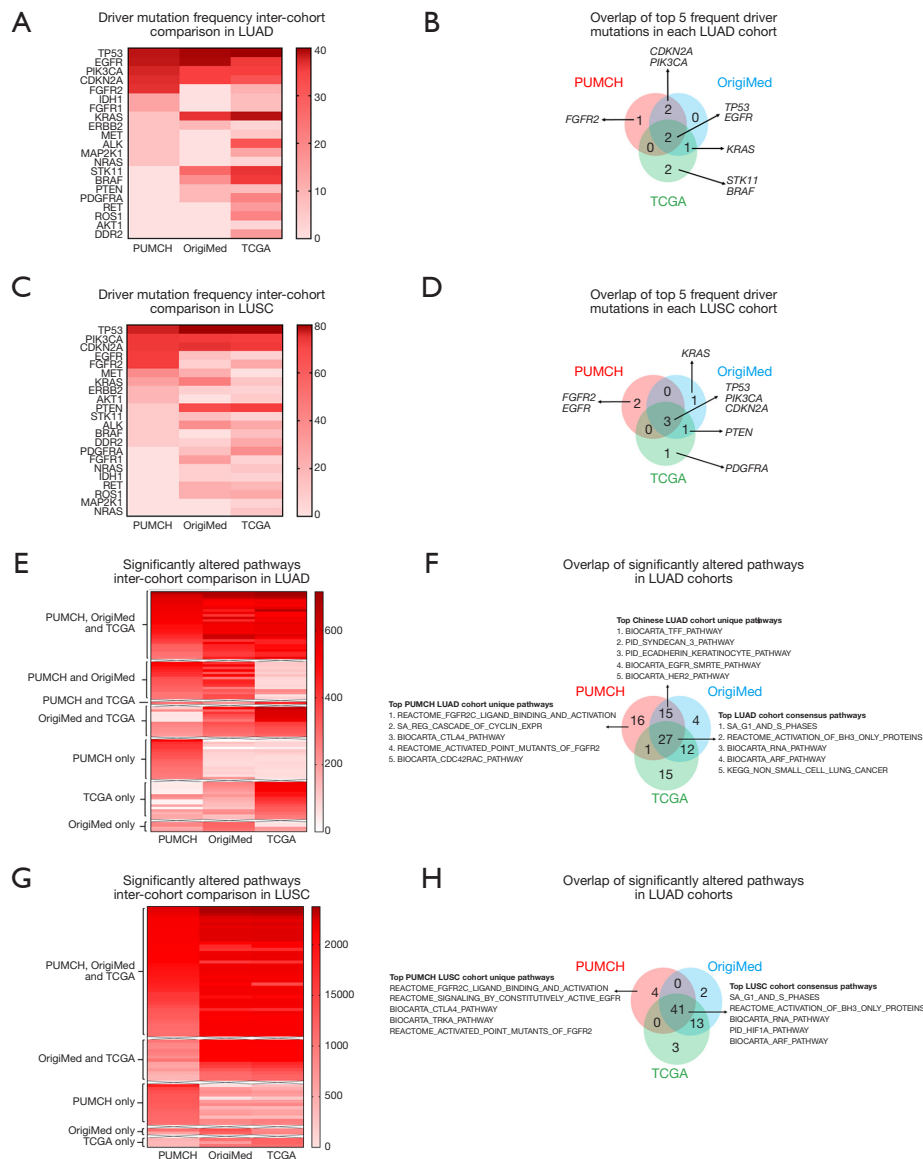 A
Driver mutation frequency inter-cohort
comparison in LUAD
TP53
EGFR
PIK3CA
CDKN2A
FGFR2
IDH1
FGFR1
KRAS
ERBB2
MET
ALK
MAP2K1
NRAS
STK11
BRAF
PTEN
PDGFRA
RET
ROS1
AKT1
DDR2
40
30
20
10
0
PUMCH OrigiMed TCGA
B
Overlap of top 5 frequent driver
mutations in each LUAD cohort
CDKN2A
PIK3CA
PUMCH
OrigiMed
FGFR2
1
2
0
TP53
EGFR
2
0
1
KRAS
2
STK11
BRAF
TCGA
C
Driver mutation frequency inter-cohort
comparison in LUSC
TP53
PIK3CA
CDKN2A
EGFR
FGFR2
MET
KRAS
ERBB2
AKT1
PTEN
STK11
ALK
BRAF
DDR2
PDGFRA
FGFR1
NRAS
IDH1
RET
ROS1
MAP2K1
NRAS
80
60
40
20
0
PUMCH OrigiMed TCGA
D
Overlap of top 5 frequent driver
mutations in each LUSC cohort
KRAS
PUMCH
OrigiMed
FGFR2
EGFR
2
0
1
TP53
PIK3CA
CDKN2A
3
0
1
PTEN
1
PDGFRA
TCGA
E
Significantly altered pathways
inter-cohort comparison in LUAD
PUMCH, OrigiMed
and TCGA
PUMCH and OrigiMed
PUMCH and TCGA
OrigiMed and TCGA
PUMCH only
TCGA only
OrigiMed only
600
400
200
0
PUMCH OrigiMed TCGA
F
Overlap of significantly altered pathways
in LUAD cohorts
Top Chinese LUAD cohort unique pathways
1. BIOCARTA_TFF_PATHWAY
2. PID_SYNDECAN_3_PATHWAY
3. PID_ECADHERIN_KERATINOCYTE_PATHWAY
4. BIOCARTA_EGFR_SMRTE_PATHWAY
5. BIOCARTA_HER2_PATHWAY
PUMCH
OrigiMed
Top PUMCH LUAD cohort unique pathways
1. REACTOME_FGFR2C_LIGAND_BINDING_AND_ACTIVATION
2. SA_REG_CASCADE_OF_CYCLIN_EXPR
3. BIOCARTA_CTLA4_PATHWAY
4. REACTOME_ACTIVATED_POINT_MUTANTS_OF_FGFR2
5. BIOCARTA_CDC42RAC_PATHWAY
16
15
4
27
1
12
15
TCGA
Top LUAD cohort consensus pathways
1. SA_G1_AND_S_PHASES
2. REACTOME_ACTIVATION_OF_BH3_ONLY_PROTEINS
3. BIOCARTA_RNA_PATHWAY
4. BIOCARTA_ARF_PATHWAY
5. KEGG_NON_SMALL_CELL_LUNG_CANCER
G
Significantly altered pathways
inter-cohort comparison in LUSC
PUMCH, OrigiMed
and TCGA
OrigiMed and TCGA
PUMCH only
OrigiMed only
TCGA only
2000
15000
1000
500
0
PUMCH OrigiMed TCGA
H
Overlap of significantly altered pathways
in LUAD cohorts
PUMCH
OrigiMed
Top PUMCH LUSC cohort unique pathways
REACTOME_FGFR2C_LIGAND_BINDING_AND_ACTIVATION
REACTOME_SIGNALING_BY_CONSTITUTIVELY_ACTIVE_EGFR
BIOCARTA_CTLA4_PATHWAY
BIOCARTA_TRKA_PATHWAY
REACTOME_ACTIVATED_POINT_MUTANTS_OF_FGFR2
4
0
2
41
0
13
3
TCGA
Top LUSC cohort consensus pathways
SA_G1_AND_S_PHASES
REACTOME_ACTIVATION_OF_BH3_ONLY_PROTEINS
BIOCARTA_RNA_PATHWAY
PID_HIF1A_PATHWAY
BIOCARTA_ARF_PATHWAY